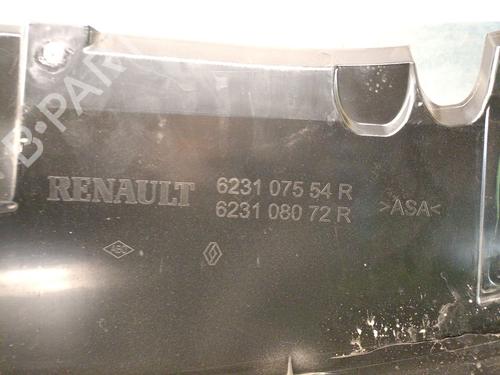 B-PARTS
RENAULT
6231 075 54 R
6231 080 72 R
>ASA<